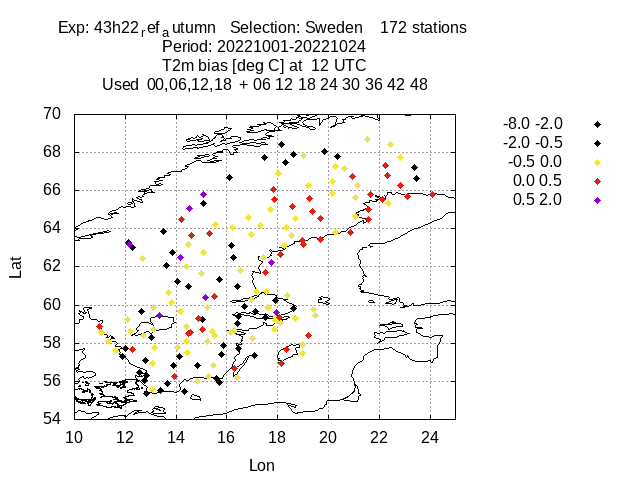 Exp: 43h22ref a utumn Selection: Sweden 172 stations
Period: 20221001-20221024
T2m bias [deg C] at 12 UTC
Used 00,06,12,18 + 06 12 18 24 30 36 42 48
-8.0 -2.0
-2.0 -0.5
-0.5 0.0
0.0 0.5
0.5 2.0
Lat
70
68
66
64
62
60
58
56
54
10 12 14 16 18 20 22 24
Lon